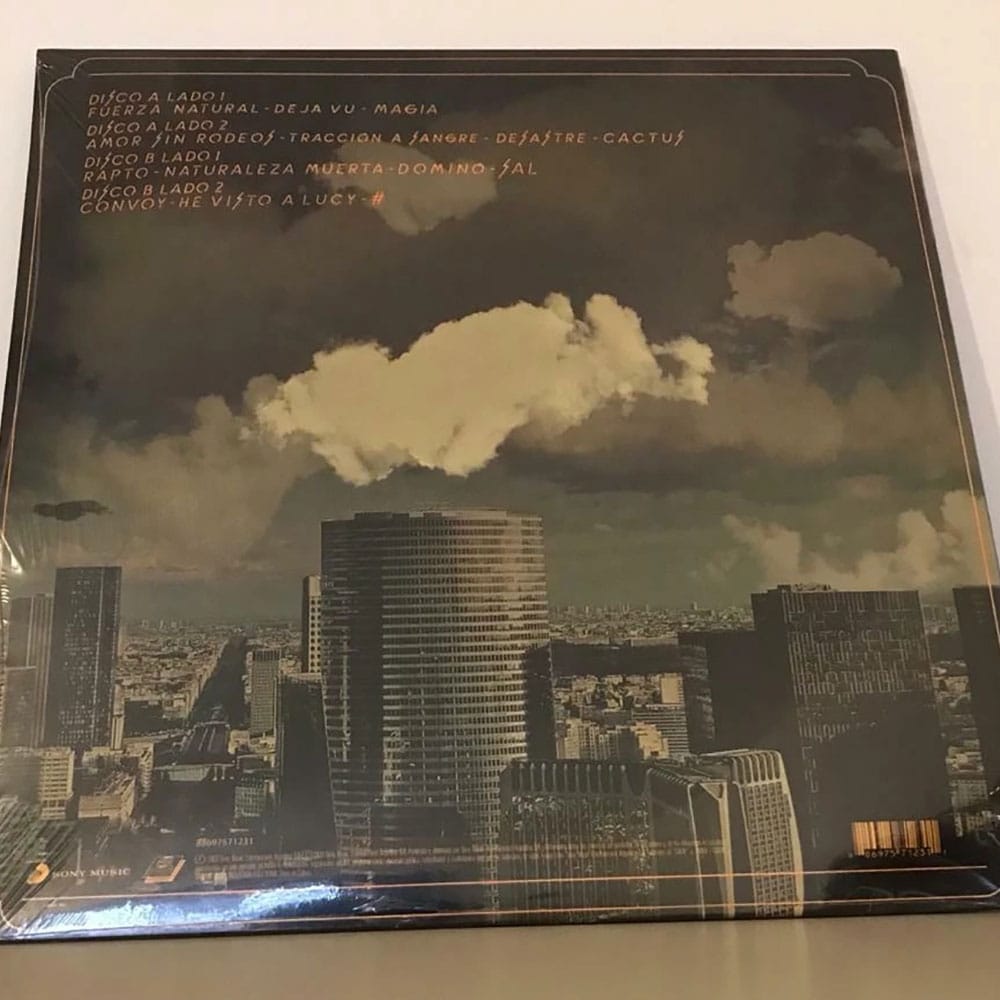 DISCO A LADO 1
FUERZA NATURAL - DEJA VU - MAGIA
DISCO A LADO 2
AMOR SIN RODEOS - TRACCION A SANGRE - DESASTRE - CACTUS
DISCO B LADO 1
RAPTO - NATURALEZA MUERTA - DOMINO - SAL
DISCO B LADO 2
CONVOY - HE VISTO A LUCY - #
88697571231
SONY MUSIC